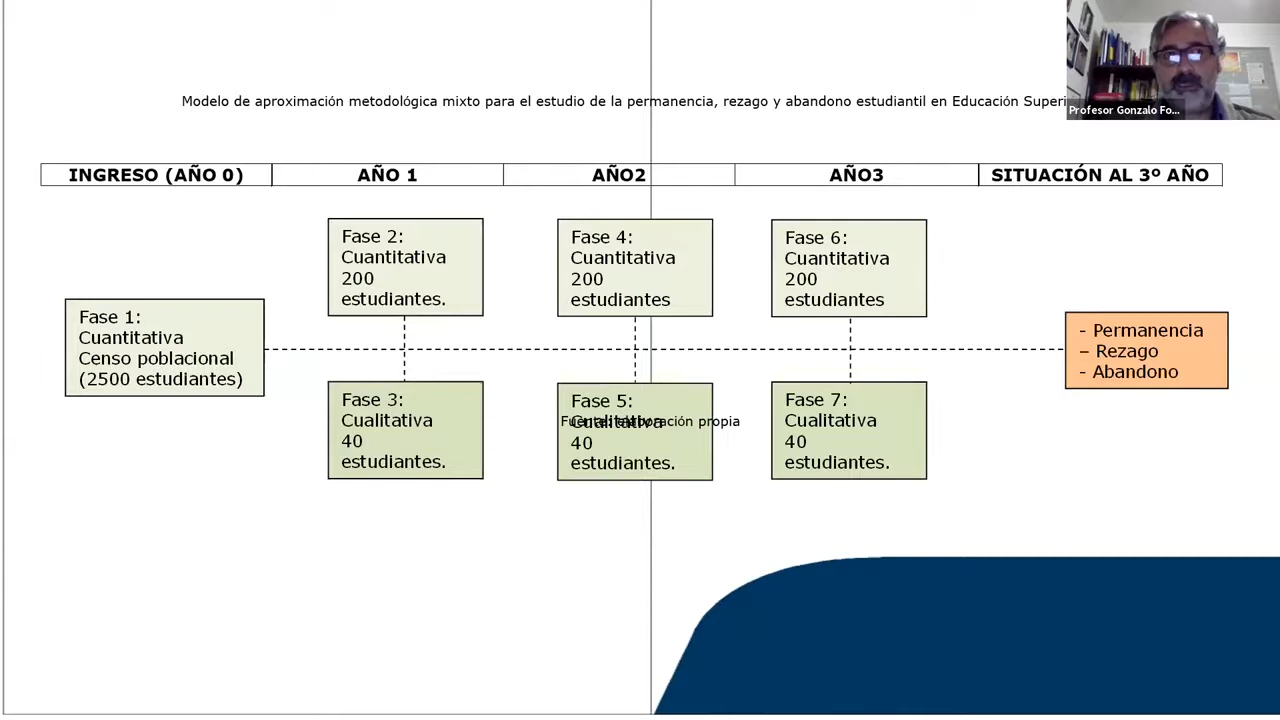 Modelo de aproximación metodológica mixto para el estudio de la permanencia, rezago y abandono estudiantil en Educación
Profesor Gonzalo Fo...
INGRESO (AÑO 0) AÑO 1 AÑO2 AÑO3 SITUACIÓN AL 3º AÑO
Fase 1:
Cuantitativa
Censo poblacional
(2500 estudiantes)
Fase 2:
Cuantitativa
200
estudiantes.
Fase 3:
Cualitativa
40
estudiantes.
Fase 4:
Cuantitativa
200
estudiantes
Fase 5:
Cualitativa
40
estudiantes.
Fuente: elaboración propia
Fase 6:
Cuantitativa
200
estudiantes
Fase 7:
Cualitativa
40
estudiantes.
- Permanencia
– Rezago
- Abandono